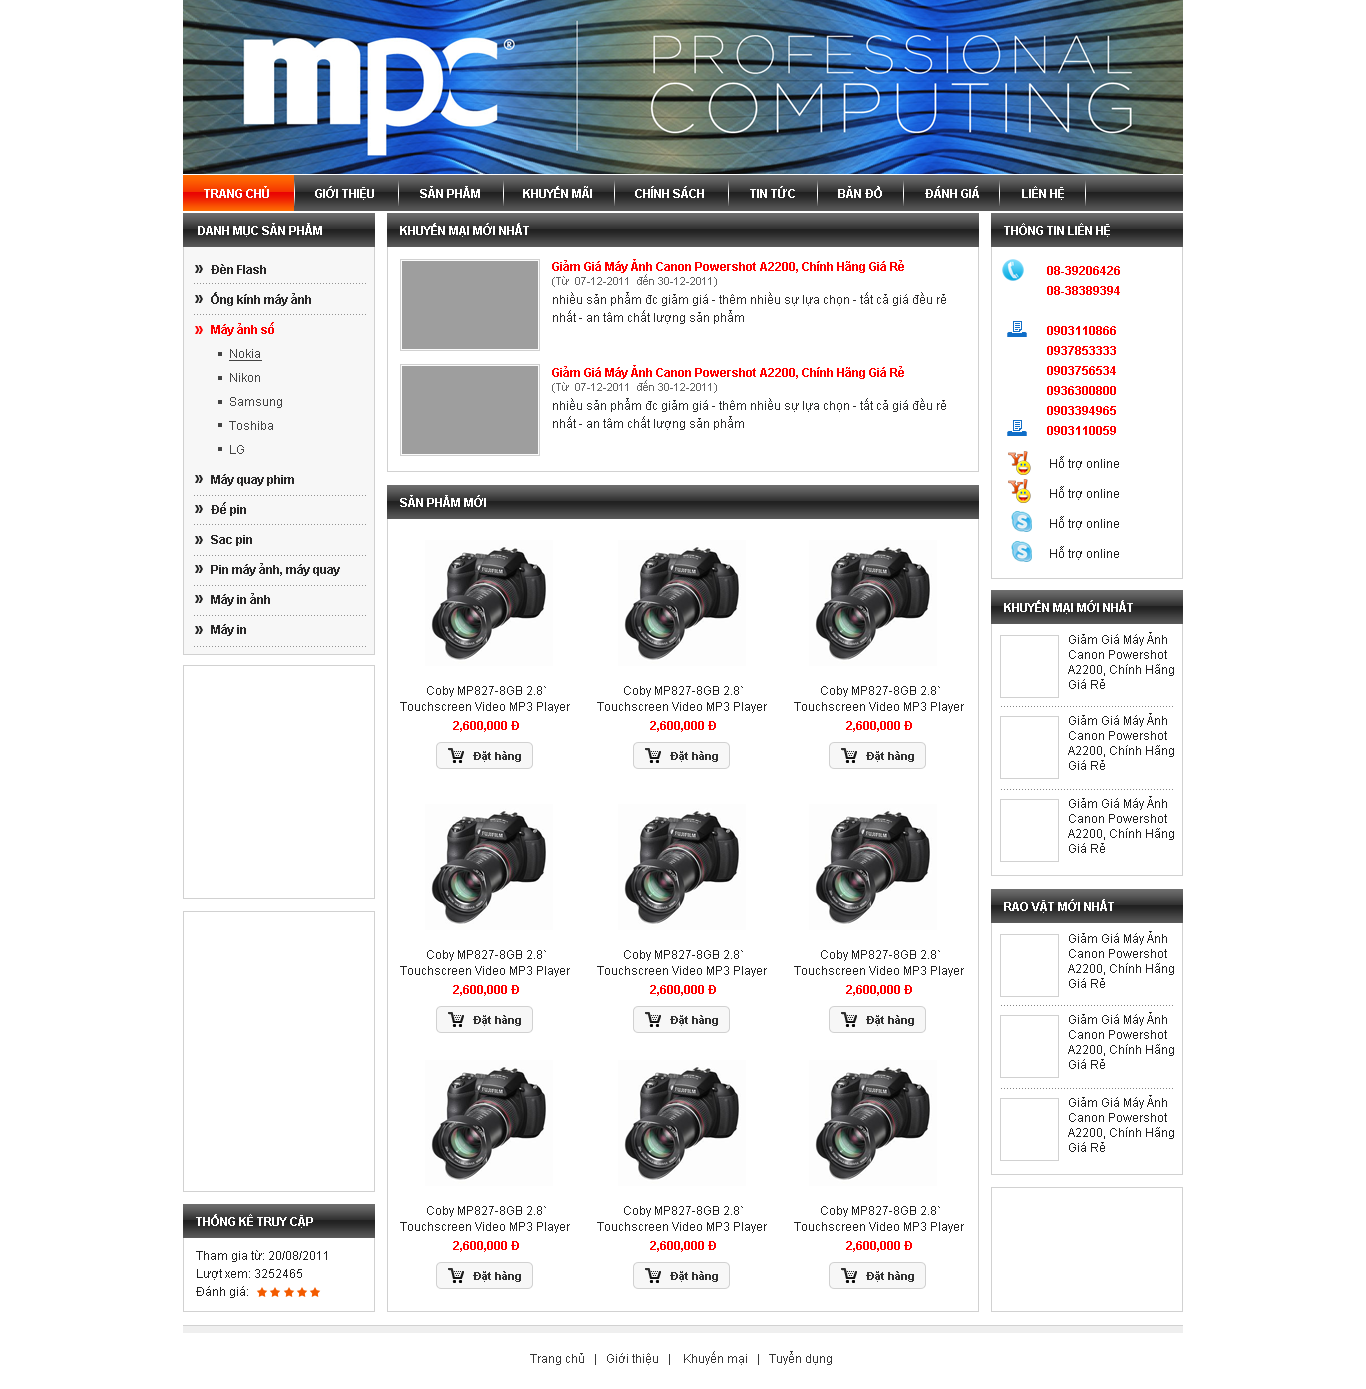 mpc®
PROFESSIONAL
COMPUTING
TRANG CHỦ
GIỚI THIỆU
SẢN PHẨM
KHUYẾN MÃI
CHÍNH SÁCH
TIN TỨC
BẢN ĐỒ
ĐÁNH GIÁ
LIÊN HỆ
DANH MỤC SẢN PHẨM
Đèn Flash
Ống kính máy ảnh
Máy ảnh số
Nokia
Nikon
Samsung
Toshiba
LG
Máy quay phim
Đế pin
Sac pin
Pin máy ảnh, máy quay
Máy in ảnh
Máy in
THỐNG KÊ TRUY CẬP
Tham gia từ: 20/08/2011
Lượt xem: 3252465
Đánh giá:
KHUYẾN MẠI MỚI NHẤT
Giảm Giá Máy Ảnh Canon Powershot A2200, Chính Hãng Giá Rẻ
(Từ 07-12-2011 đến 30-12-2011)
nhiều sản phẩm đc giảm giá - thêm nhiều sự lựa chọn - tất cả giá đều rẻ
nhất - an tâm chất lượng sản phẩm
Giảm Giá Máy Ảnh Canon Powershot A2200, Chính Hãng Giá Rẻ
(Từ 07-12-2011 đến 30-12-2011)
nhiều sản phẩm đc giảm giá - thêm nhiều sự lựa chọn - tất cả giá đều rẻ
nhất - an tâm chất lượng sản phẩm
SẢN PHẨM MỚI
Coby MP827-8GB 2.8`
Touchscreen Video MP3 Player
2,600,000 Đ
Đặt hàng
Coby MP827-8GB 2.8`
Touchscreen Video MP3 Player
2,600,000 Đ
Đặt hàng
Coby MP827-8GB 2.8`
Touchscreen Video MP3 Player
2,600,000 Đ
Đặt hàng
Coby MP827-8GB 2.8`
Touchscreen Video MP3 Player
2,600,000 Đ
Đặt hàng
Coby MP827-8GB 2.8`
Touchscreen Video MP3 Player
2,600,000 Đ
Đặt hàng
Coby MP827-8GB 2.8`
Touchscreen Video MP3 Player
2,600,000 Đ
Đặt hàng
Coby MP827-8GB 2.8`
Touchscreen Video MP3 Player
2,600,000 Đ
Đặt hàng
Coby MP827-8GB 2.8`
Touchscreen Video MP3 Player
2,600,000 Đ
Đặt hàng
Coby MP827-8GB 2.8`
Touchscreen Video MP3 Player
2,600,000 Đ
Đặt hàng
THÔNG TIN LIÊN HỆ
08-39206426
08-38389394
0903110866
0937853333
0903756534
0936300800
0903394965
0903110059
Hỗ trợ online
Hỗ trợ online
Hỗ trợ online
Hỗ trợ online
KHUYẾN MẠI MỚI NHẤT
Giảm Giá Máy Ảnh
Canon Powershot
A2200, Chính Hãng
Giá Rẻ
Giảm Giá Máy Ảnh
Canon Powershot
A2200, Chính Hãng
Giá Rẻ
Giảm Giá Máy Ảnh
Canon Powershot
A2200, Chính Hãng
Giá Rẻ
RAO VẶT MỚI NHẤT
Giảm Giá Máy Ảnh
Canon Powershot
A2200, Chính Hãng
Giá Rẻ
Giảm Giá Máy Ảnh
Canon Powershot
A2200, Chính Hãng
Giá Rẻ
Giảm Giá Máy Ảnh
Canon Powershot
A2200, Chính Hãng
Giá Rẻ
Trang chủ | Giới thiệu | Khuyến mại | Tuyển dụng